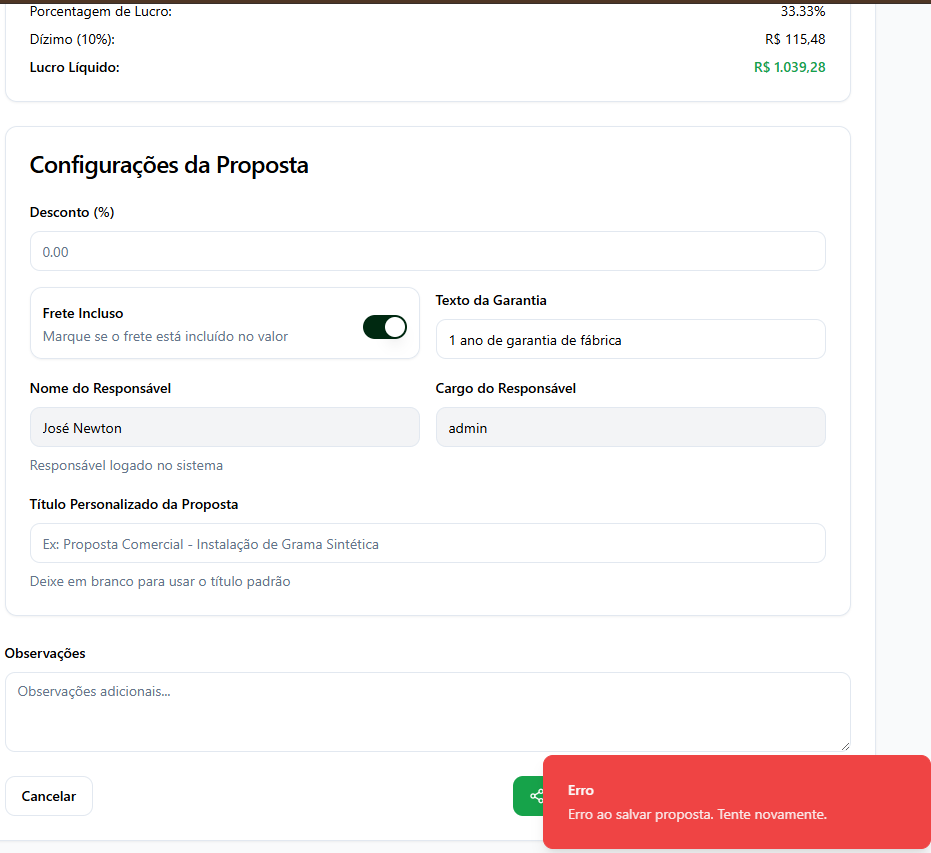 Porcentagem de Lucro: 33.33%
Dízimo (10%): R$ 115,48
Lucro Líquido: R$ 1.039,28
Configurações da Proposta
Desconto (%)
0.00
Frete Incluso
Marque se o frete está incluído no valor
Texto da Garantia
1 ano de garantia de fábrica
Nome do Responsável
José Newton
Responsável logado no sistema
Cargo do Responsável
admin
Título Personalizado da Proposta
Ex: Proposta Comercial - Instalação de Grama Sintética
Deixe em branco para usar o título padrão
Observações
Observações adicionais...
Cancelar
Erro
Erro ao salvar proposta. Tente novamente.